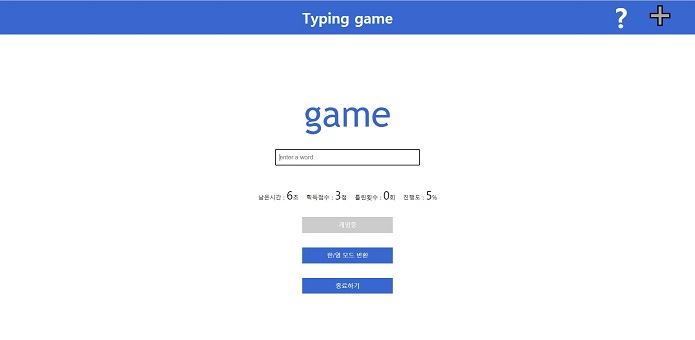 Typing game ?
game
enter a word
남은시간 : 6초 획득점수 : 3점 틀린횟수 : 0회 진행도 : 5%
게임중
한/영 모드 변환
종료하기